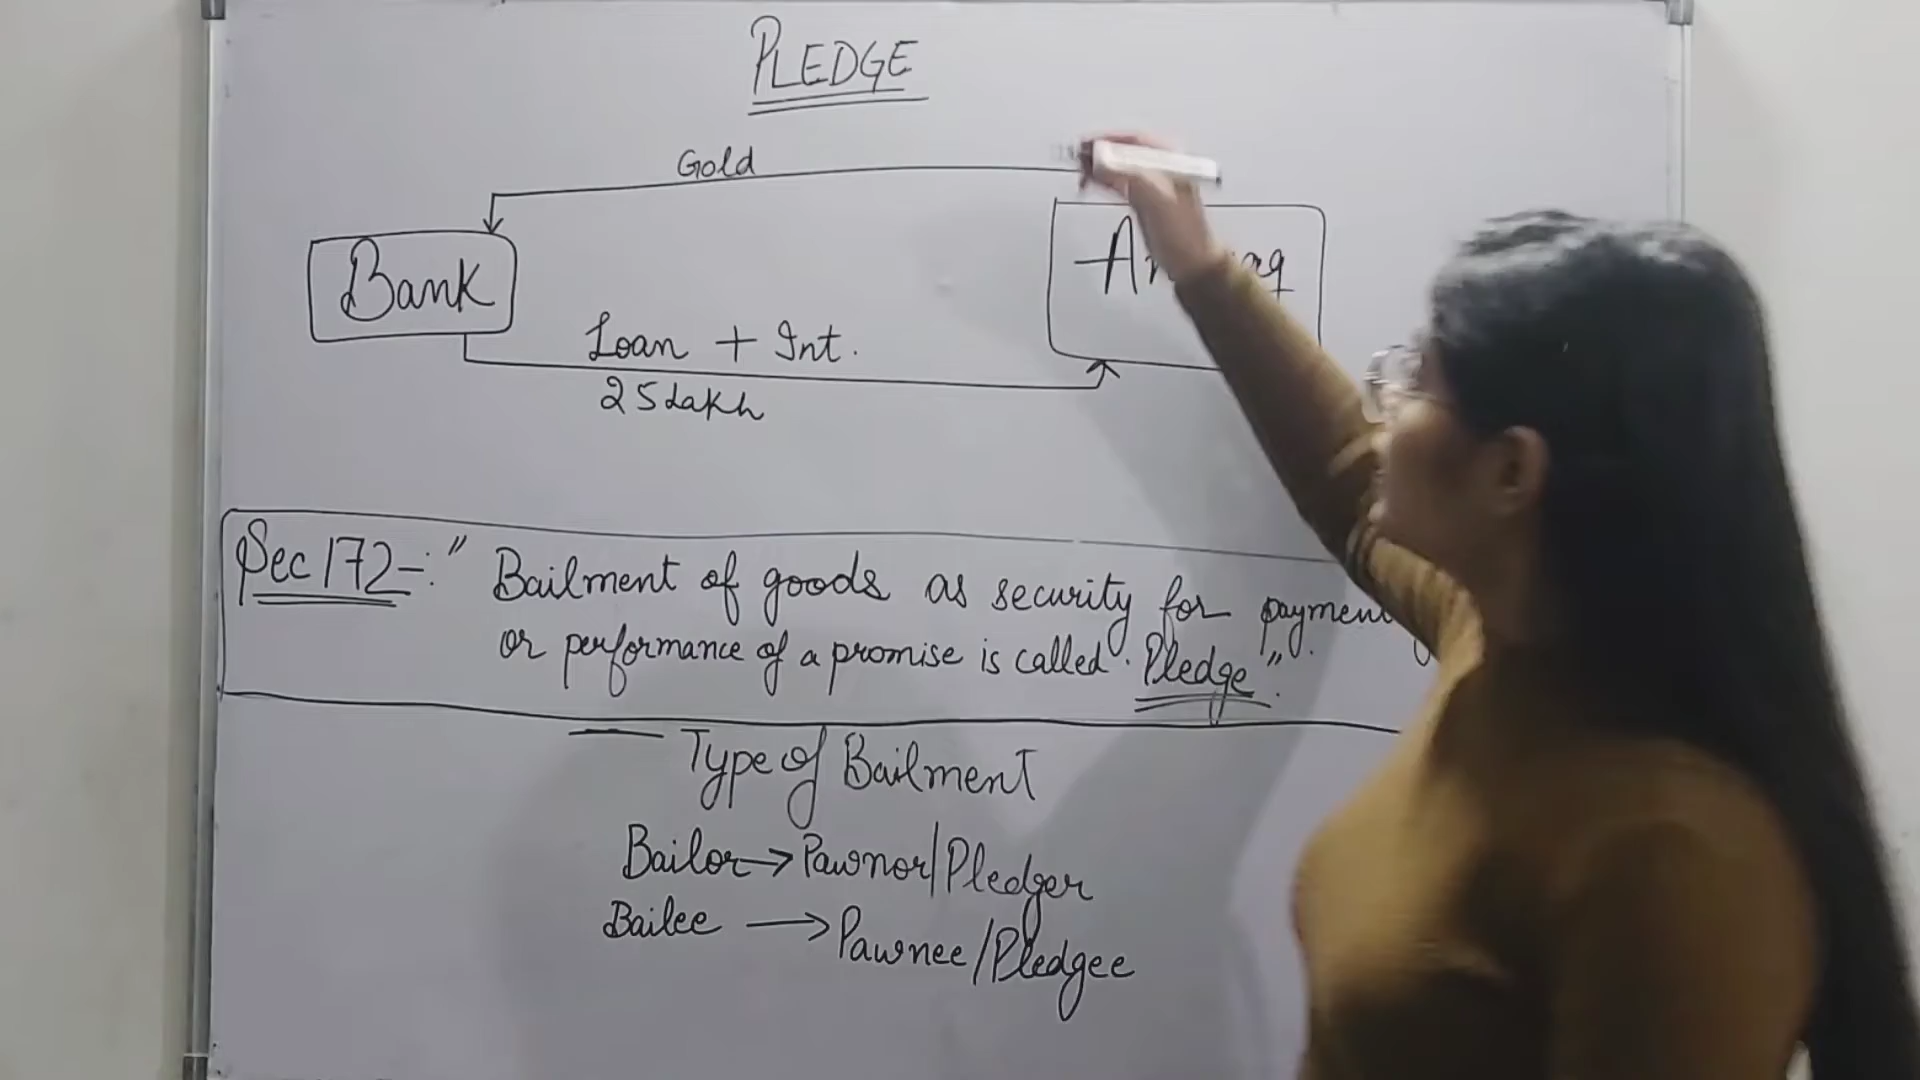 PLEDGE
Gold
Bank
Loan + Int.
25 Lakh
Sec 172-: " Bailment of goods as security for payment
or performance of a promise is called. Pledge".
Type of Bailment
Bailor → Pawnor/Pledger
Bailee → Pawnee/Pledgee